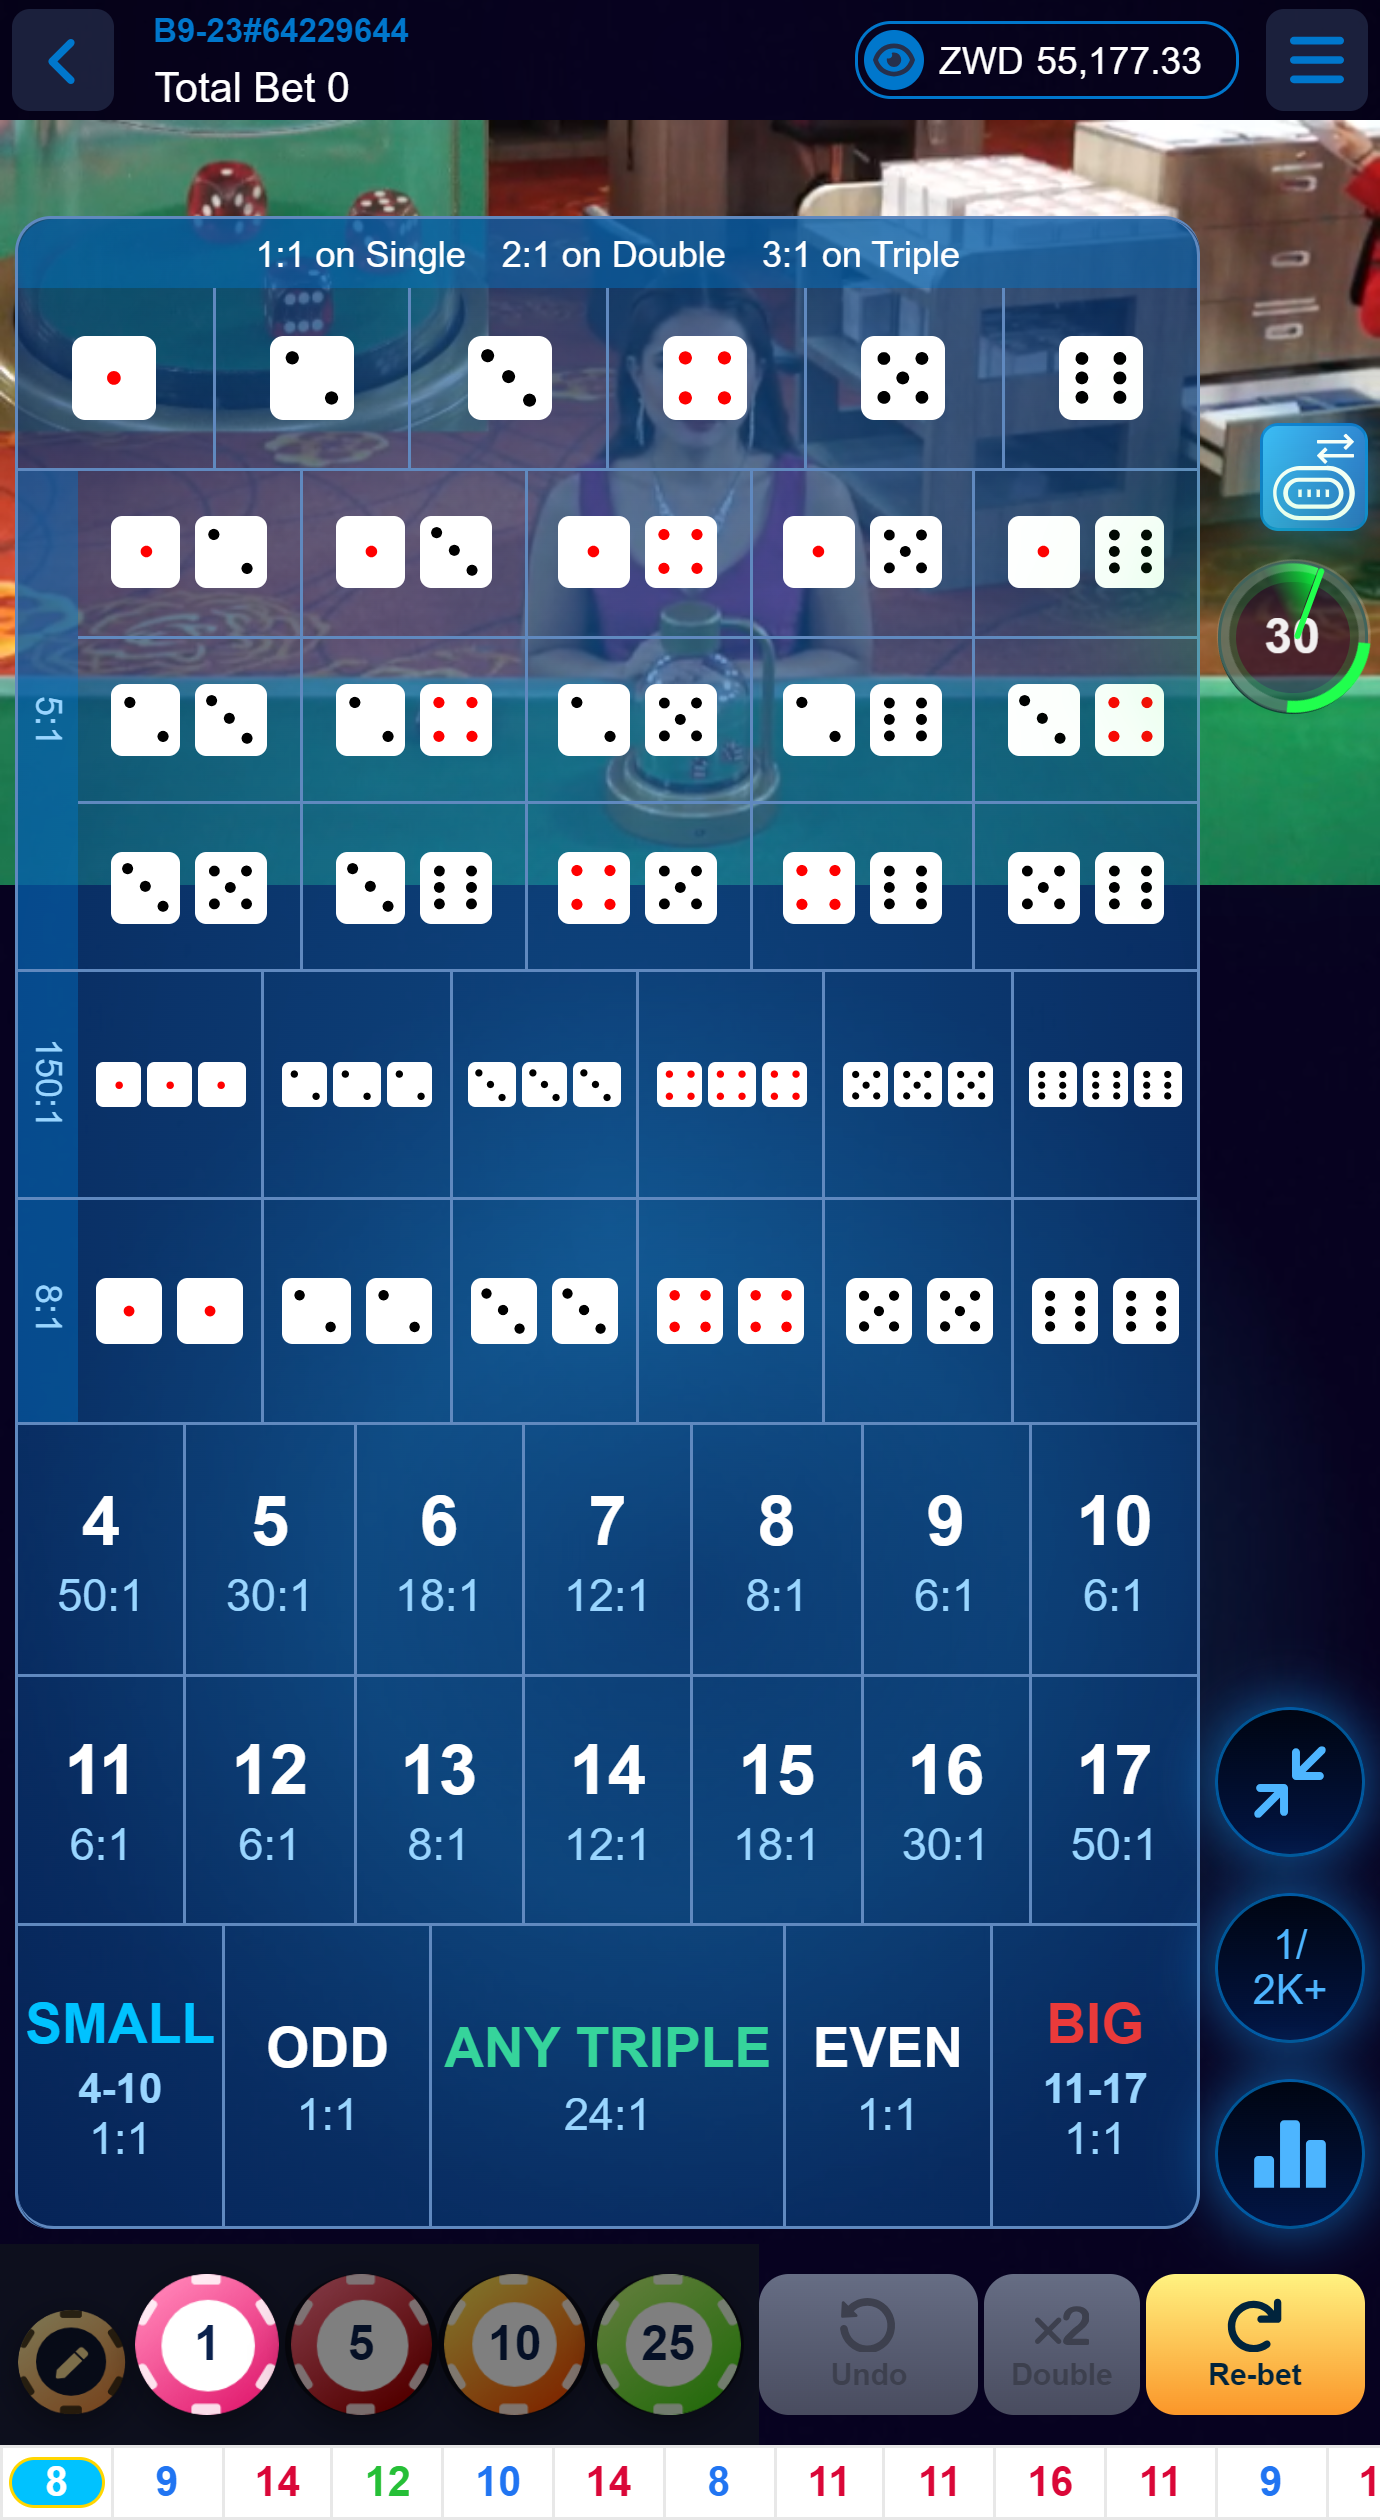 B9-23#64229644
Total Bet 0
ZWD 55,177.33
1:1 on Single 2:1 on Double 3:1 on Triple
30
5:1
150:1
8:1
4 5 6 7 8 9 10
50:1 30:1 18:1 12:1 8:1 6:1 6:1
11 12 13 14 15 16 17
6:1 6:1 8:1 12:1 18:1 30:1 50:1
SMALL
4-10
1:1
ODD
1:1
ANY TRIPLE
24:1
EVEN
1:1
BIG
11-17
1:1
1/
2K+
1 5 10 25
Undo
x2
Double
Re-bet
8 9 14 12 10 14 8 11 11 16 11 9